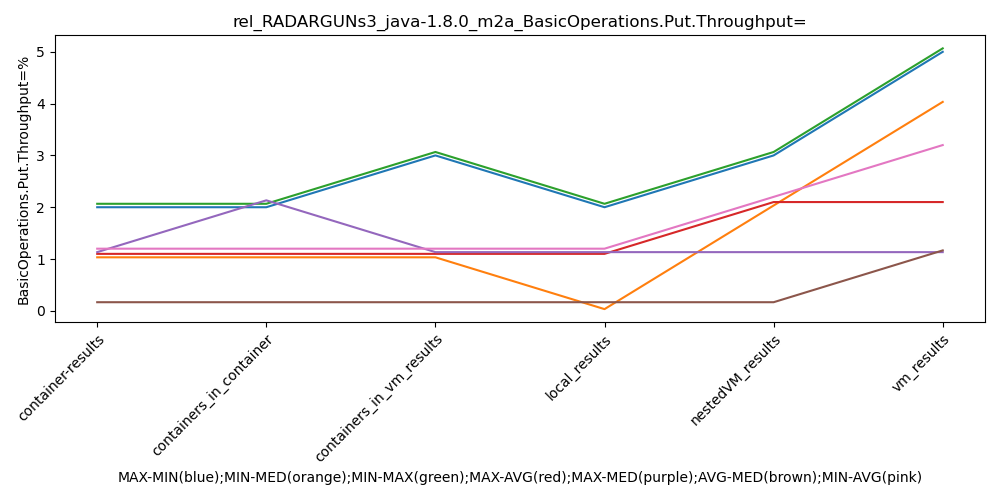 rel_RADARGUNs3_java-1.8.0_m2a_BasicOperations.Put.Throughput=
BasicOperations.Put.Throughput=%
5
4
3
2
1
0
container-results
containers_in_container
containers_in_vm_results
local_results
nestedVM_results
vm_results
MAX-MIN(blue);MIN-MED(orange);MIN-MAX(green);MAX-AVG(red);MAX-MED(purple);AVG-MED(brown);MIN-AVG(pink)